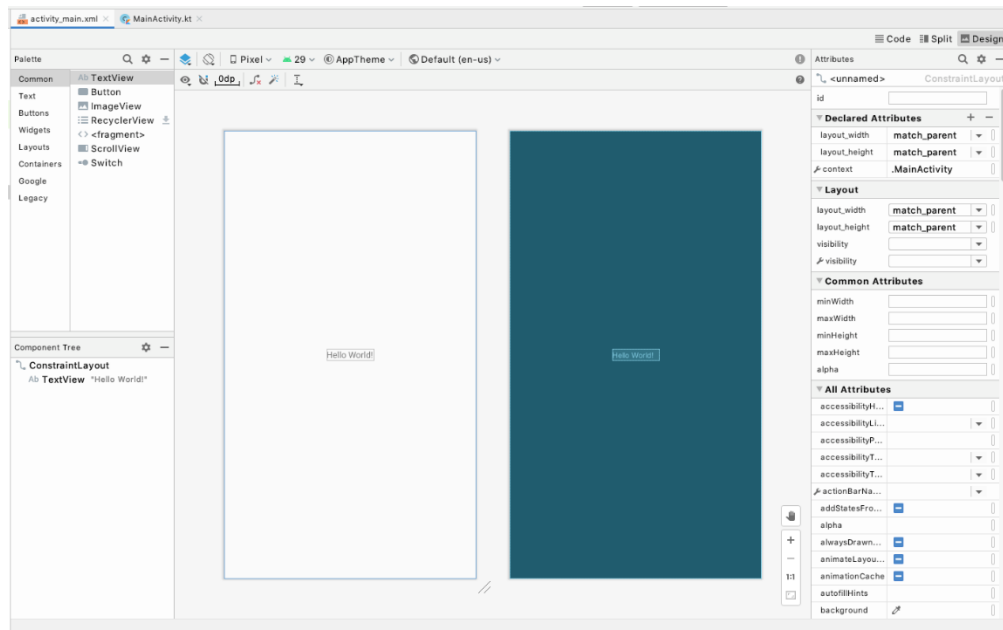 activity_main.xml
MainActivity.kt
Code Split Design
Palette
Common
Text
Buttons
Widgets
Layouts
Containers
Google
Legacy
Ab TextView
Button
ImageView
RecyclerView
<> <fragment>
ScrollView
Switch
Pixel 29 AppTheme Default (en-us)
0dp
Component Tree
ConstraintLayout
Ab TextView "Hello World!"
Hello World!
Hello World!
1:1
Attributes
<unnamed> ConstraintLayout
id
Declared Attributes
layout_width match_parent
layout_height match_parent
context .MainActivity
Layout
layout_width match_parent
layout_height match_parent
visibility
visibility
Common Attributes
minWidth
maxWidth
minHeight
maxHeight
alpha
All Attributes
accessibilityH...
accessibilityLi...
accessibilityP...
accessibilityT...
accessibilityT...
actionBarNa...
addStatesFro...
alpha
alwaysDrawn...
animateLayou...
animationCache
autofillHints
background